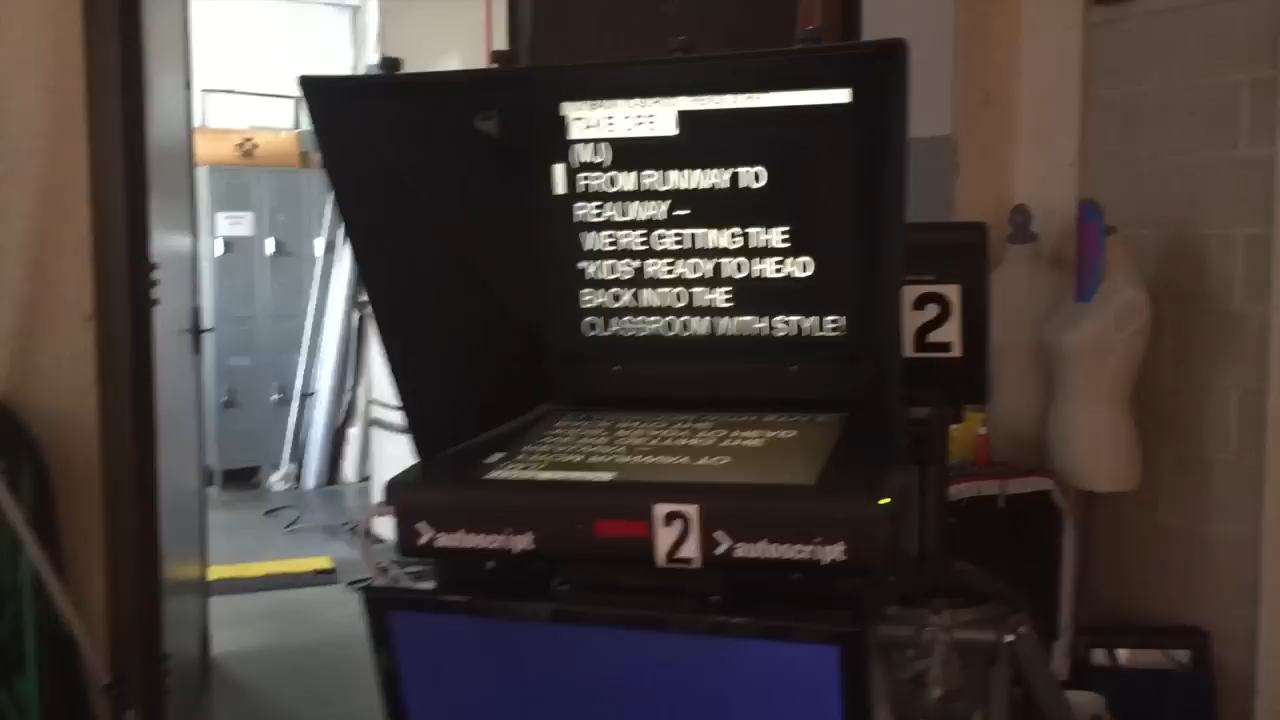 (MJ)
FROM RUNWAY TO
REALWAY --
WE'RE GETTING THE
*KIDS* READY TO HEAD
BACK INTO THE
CLASSROOM WITH STYLE!
2
autoscript 2 autoscript